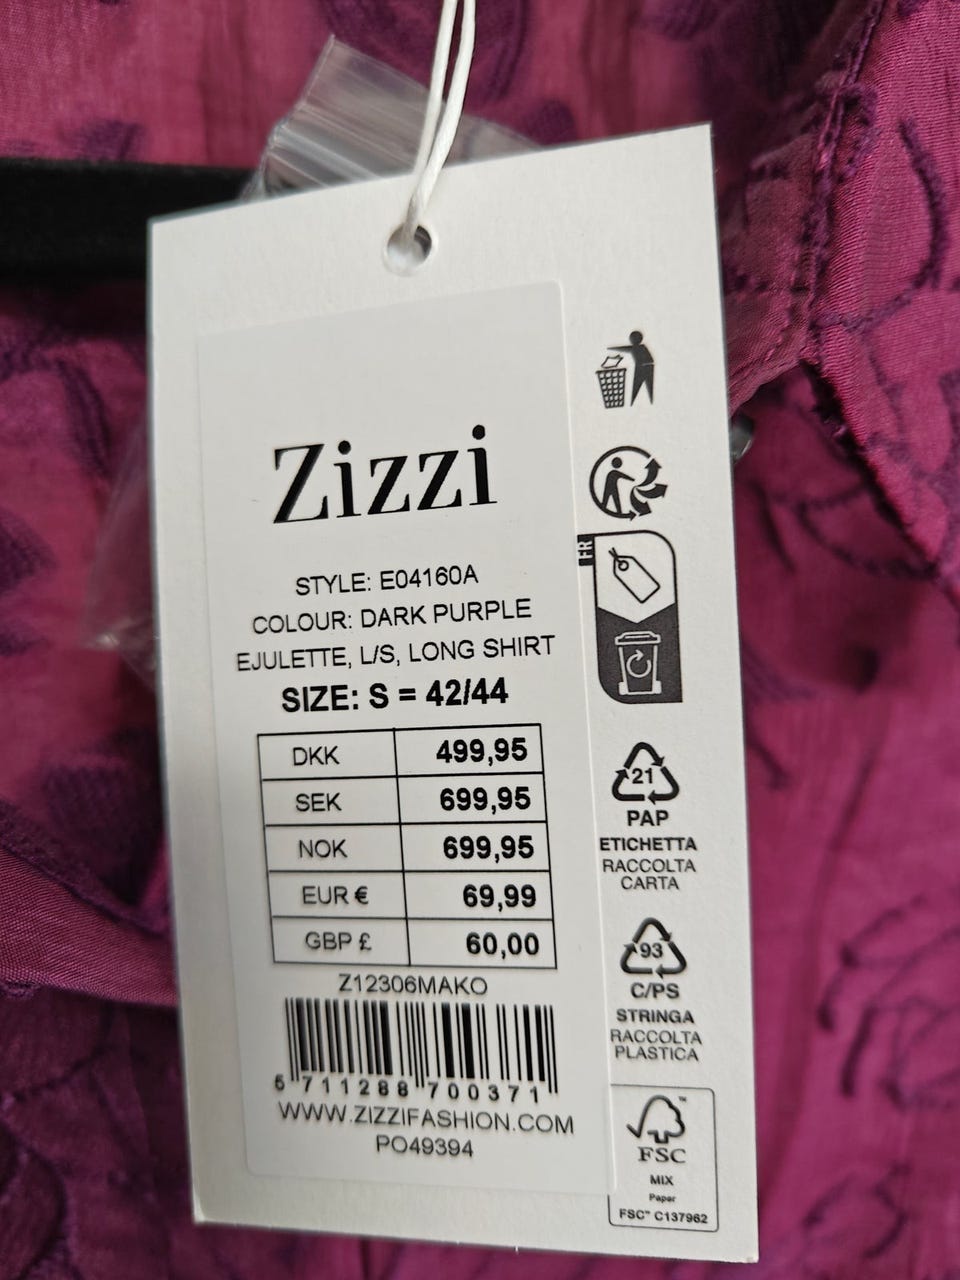 Zizzi
STYLE: E04160A
COLOUR: DARK PURPLE
EJULETTE, L/S, LONG SHIRT
SIZE: S = 42/44
DKK 499,95
SEK 699,95
NOK 699,95
EUR € 69,99
GBP £ 60,00
Z12306MAKO
5 711288 700371
WWW.ZIZZIFASHION.COM
PO49394
FR
21
PAP
ETICHETTA
RACCOLTA
CARTA
93
C/PS
STRINGA
RACCOLTA
PLASTICA
FSC™
MIX
Paper
FSC™ C137962